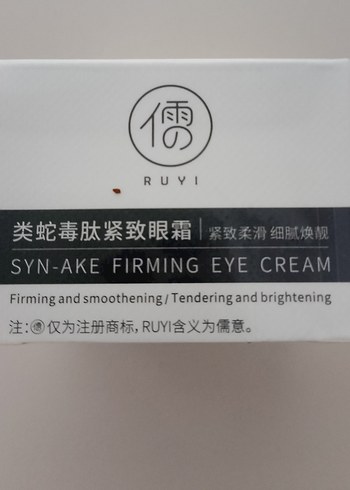 儒
RUYI
类蛇毒肽紧致眼霜 | 紧致柔滑 细腻焕靓
SYN-AKE FIRMING EYE CREAM
Firming and smoothening / Tendering and brightening
注：儒仅为注册商标，RUYI含义为儒意。